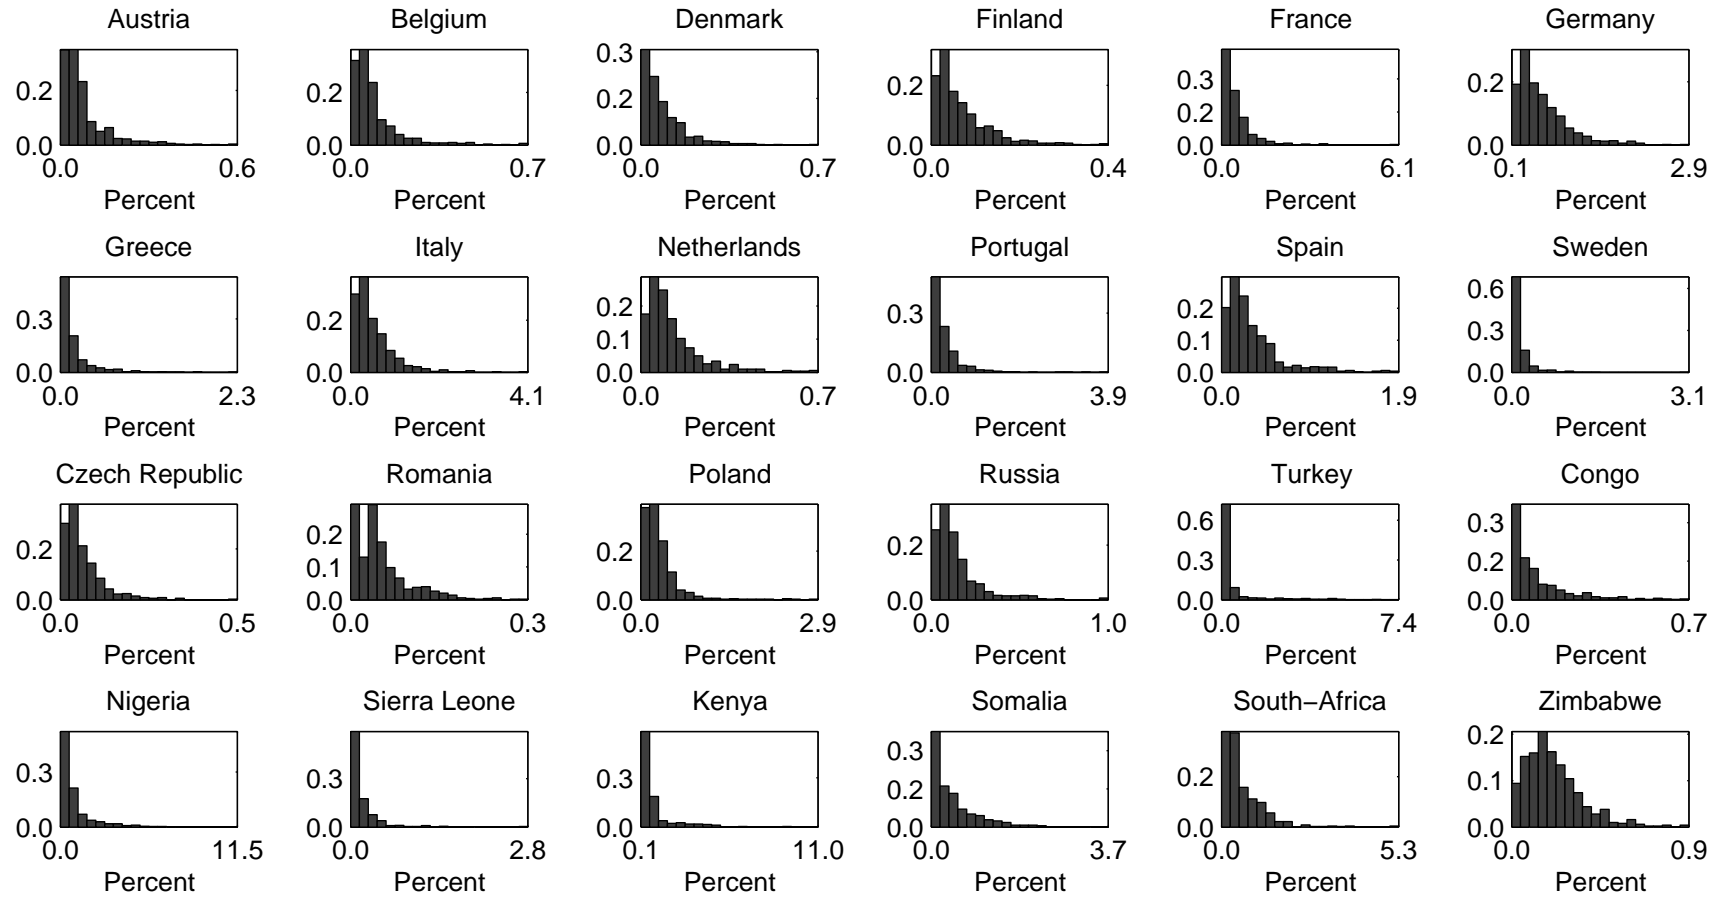 Austria Belgium Denmark Finland France Germany
0.2 0.2 0.3 0.2 0.2 0.3 0.2 0.2
0.0 0.0 0.0 0.0 0.0 0.0
0.0 0.6 0.0 0.7 0.0 0.7 0.0 0.4 0.0 6.1 0.1 2.9
Percent Percent Percent Percent Percent Percent
Greece Italy Netherlands Portugal Spain Sweden
0.3 0.2 0.2 0.1 0.3 0.2 0.1 0.6 0.3
0.0 0.0 0.0 0.0 0.0 0.0
0.0 2.3 0.0 4.1 0.0 0.7 0.0 3.9 0.0 1.9 0.0 3.1
Percent Percent Percent Percent Percent Percent
Czech Republic Romania Poland Russia Turkey Congo
0.2 0.2 0.1 0.2 0.2 0.6 0.3 0.3 0.2
0.0 0.0 0.0 0.0 0.0 0.0
0.0 0.5 0.0 0.3 0.0 2.9 0.0 1.0 0.0 7.4 0.0 0.7
Percent Percent Percent Percent Percent Percent
Nigeria Sierra Leone Kenya Somalia South−Africa Zimbabwe
0.3 0.3 0.3 0.3 0.2 0.2 0.2 0.1
0.0 0.0 0.0 0.0 0.0 0.0
0.0 11.5 0.0 2.8 0.1 11.0 0.0 3.7 0.0 5.3 0.0 0.9
Percent Percent Percent Percent Percent Percent